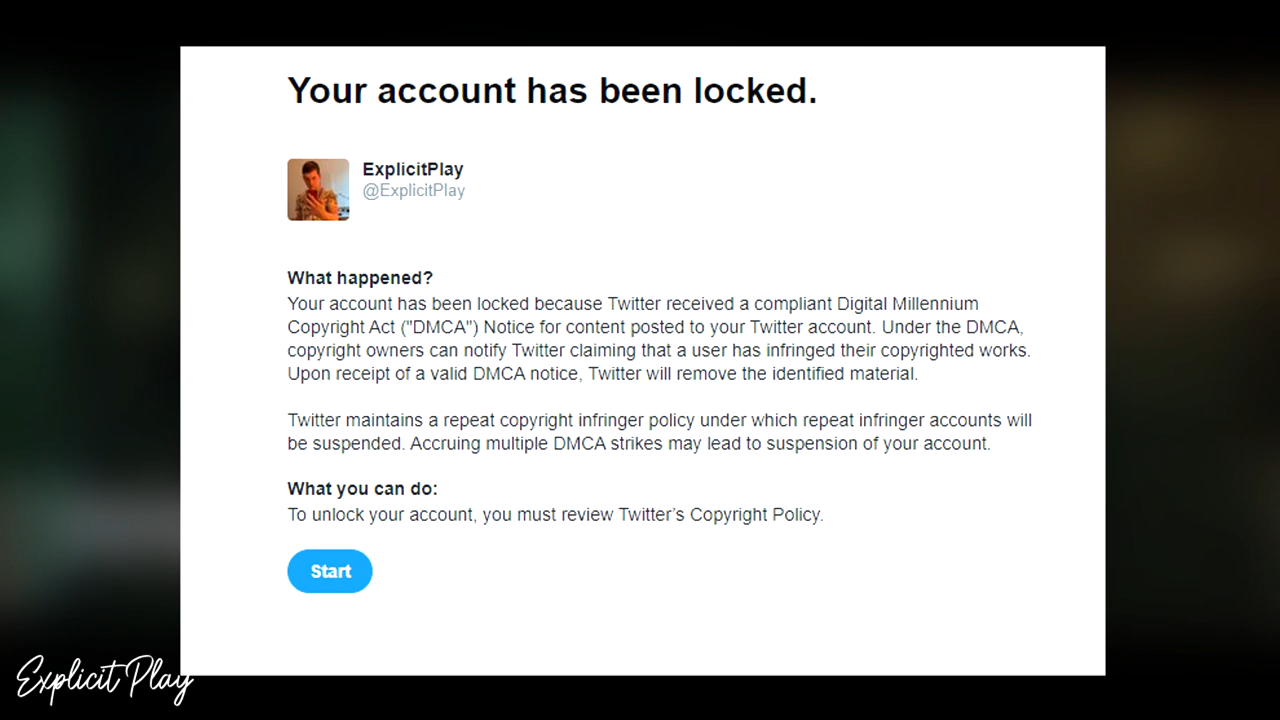 Your account has been locked.
ExplicitPlay
@ExplicitPlay
What happened?
Your account has been locked because Twitter received a compliant Digital Millennium
Copyright Act ("DMCA") Notice for content posted to your Twitter account. Under the DMCA,
copyright owners can notify Twitter claiming that a user has infringed their copyrighted works.
Upon receipt of a valid DMCA notice, Twitter will remove the identified material.
Twitter maintains a repeat copyright infringer policy under which repeat infringer accounts will
be suspended. Accruing multiple DMCA strikes may lead to suspension of your account.
What you can do:
To unlock your account, you must review Twitter’s Copyright Policy.
Start
Explicit Play